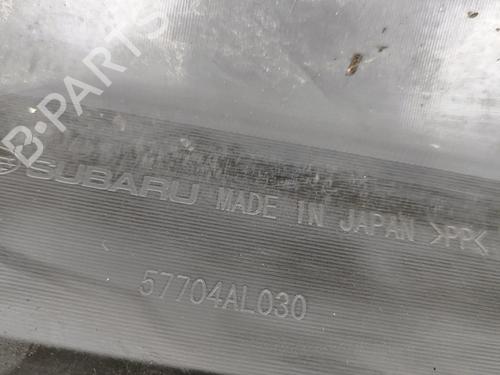 B-PARTS
SUBARU MADE IN JAPAN >PP<
57704AL030